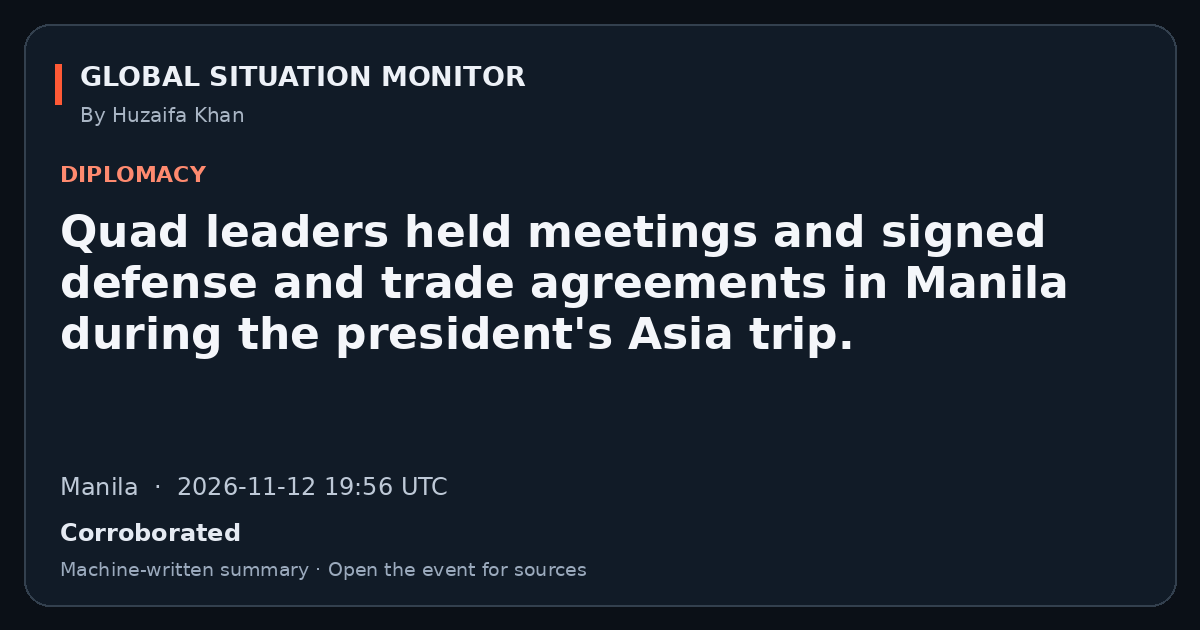 GLOBAL SITUATION MONITOR
By Huzaifa Khan
DIPLOMACY
Quad leaders held meetings and signed
defense and trade agreements in Manila
during the president's Asia trip.
Manila · 2026-11-12 19:56 UTC
Corroborated
Machine-written summary · Open the event for sources